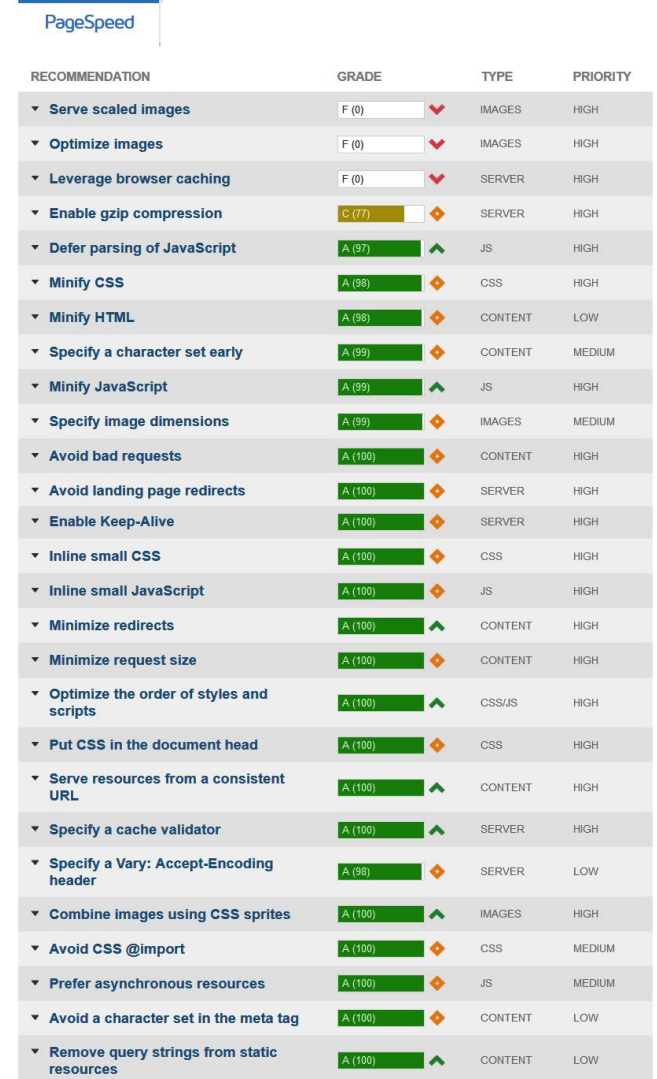 PageSpeed
RECOMMENDATION GRADE TYPE PRIORITY
Serve scaled images F (0) IMAGES HIGH
Optimize images F (0) IMAGES HIGH
Leverage browser caching F (0) SERVER HIGH
Enable gzip compression C (77) SERVER HIGH
Defer parsing of JavaScript A (97) JS HIGH
Minify CSS A (98) CSS HIGH
Minify HTML A (98) CONTENT LOW
Specify a character set early A (99) CONTENT MEDIUM
Minify JavaScript A (99) JS HIGH
Specify image dimensions A (99) IMAGES MEDIUM
Avoid bad requests A (100) CONTENT HIGH
Avoid landing page redirects A (100) SERVER HIGH
Enable Keep-Alive A (100) SERVER HIGH
Inline small CSS A (100) CSS HIGH
Inline small JavaScript A (100) JS HIGH
Minimize redirects A (100) CONTENT HIGH
Minimize request size A (100) CONTENT HIGH
Optimize the order of styles and
scripts A (100) CSS/JS HIGH
Put CSS in the document head A (100) CSS HIGH
Serve resources from a consistent
URL A (100) CONTENT HIGH
Specify a cache validator A (100) SERVER HIGH
Specify a Vary: Accept-Encoding
header A (98) SERVER LOW
Combine images using CSS sprites A (100) IMAGES HIGH
Avoid CSS @import A (100) CSS MEDIUM
Prefer asynchronous resources A (100) JS MEDIUM
Avoid a character set in the meta tag A (100) CONTENT LOW
Remove query strings from static
resources A (100) CONTENT LOW